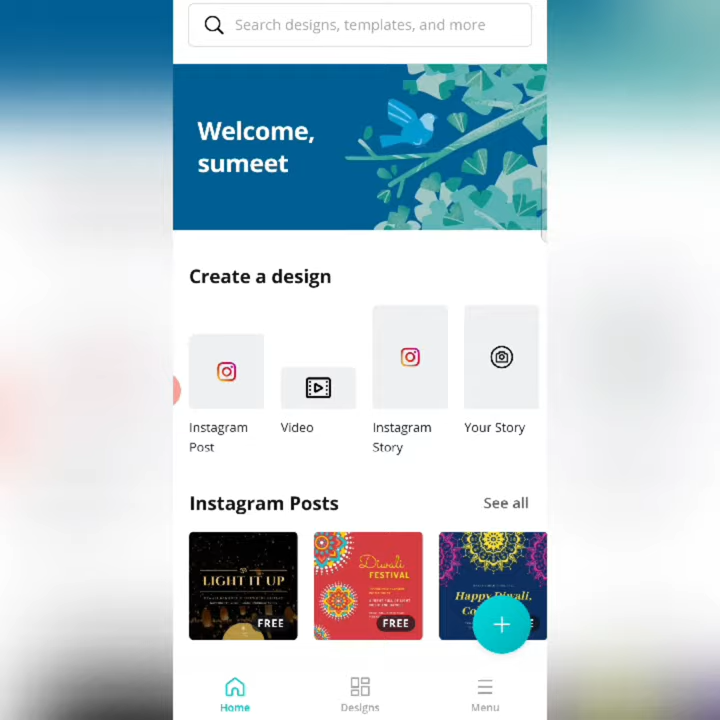 Search designs, templates, and more
Welcome,
sumeet
Create a design
Instagram
Post
Video
Instagram
Story
Your Story
Instagram Posts
See all
LIGHT IT UP
FREE
Diwali
FESTIVAL
FREE
Happy Diwali,
Home
Designs
Menu